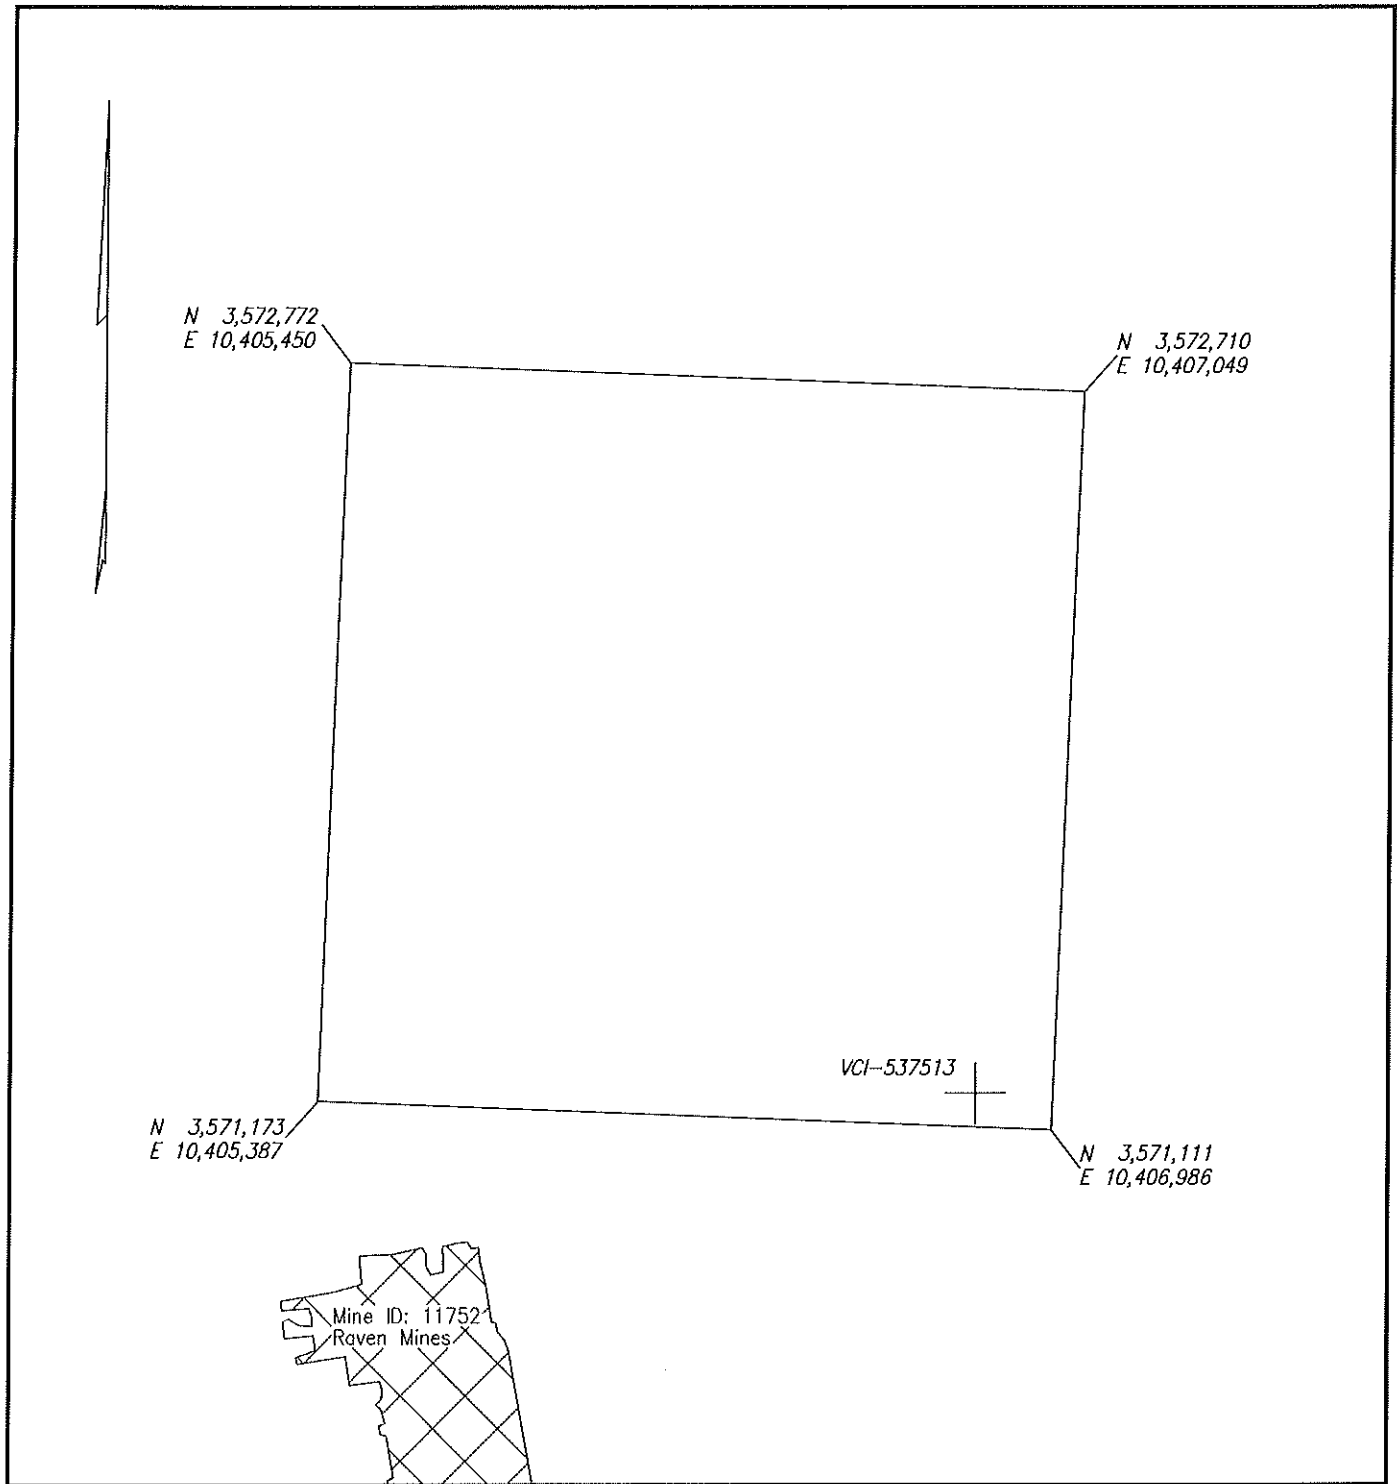 N 3,572,772
E 10,405,450
N 3,572,710
E 10,407,049
VCI-537513
N 3,571,173
E 10,405,387
N 3,571,111
E 10,406,986
Mine ID: 11752
Raven Mines